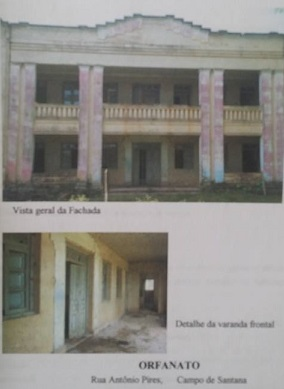 Vista geral da Fachada
Detalhe da varanda frontal
ORFANATO
Rua Antônio Pires, Campo de Santana